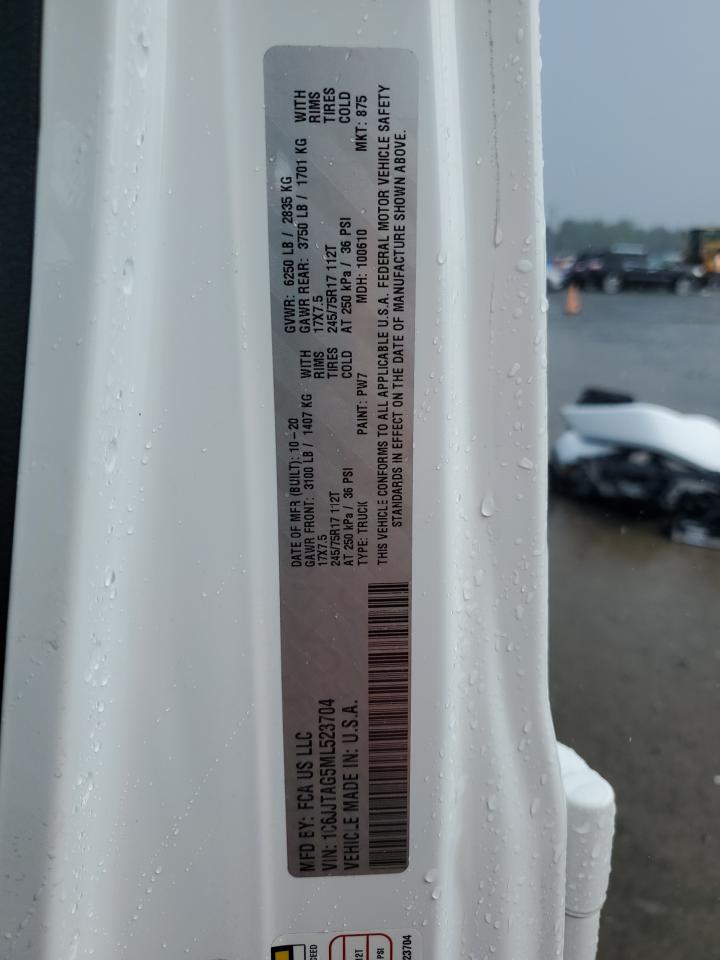 MFD BY: FCA US LLC
VIN: 1C6JJTAG5ML523704
VEHICLE MADE IN: U.S.A.
DATE OF MFR (BUILT): 10-20 GVWR: 6250 LB / 2835 KG
GAWR FRONT: 3100 LB / 1407 KG WITH GAWR REAR: 3750 LB / 1701 KG WITH
17X7.5 RIMS 17X7.5 RIMS
245/75R17 112T TIRES 245/75R17 112T TIRES
AT 250 kPa / 36 PSI COLD AT 250 kPa / 36 PSI COLD
TYPE: TRUCK PAINT: PW7 MDH: 100610 MKT: 875
THIS VEHICLE CONFORMS TO ALL APPLICABLE U.S.A. FEDERAL MOTOR VEHICLE SAFETY
STANDARDS IN EFFECT ON THE DATE OF MANUFACTURE SHOWN ABOVE.
CEED
12T
PSI
23704